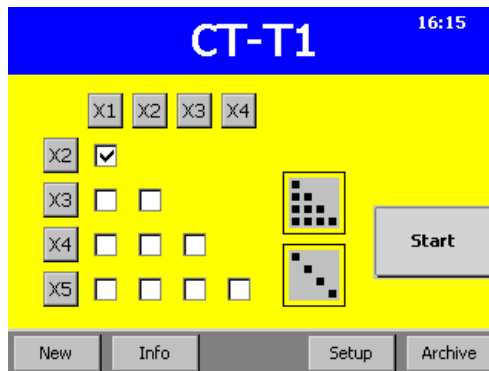 CT-T1
16:15
X1 X2 X3 X4
X2
X3
X4
Start
X5
New Info Setup Archive